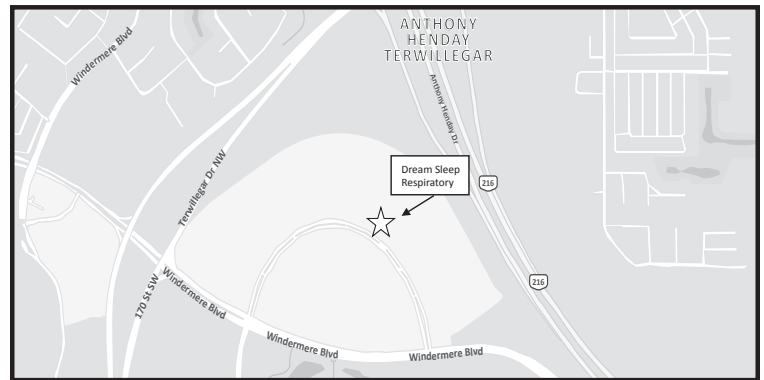 ANTHONY
HENDAY
TERWILLEGAR
Windermere Blvd
Anthony Henday Dr
Terwillegar Dr NW
Dream Sleep
Respiratory
216
216
170 St SW
Windermere Blvd
Windermere Blvd
Windermere Blvd